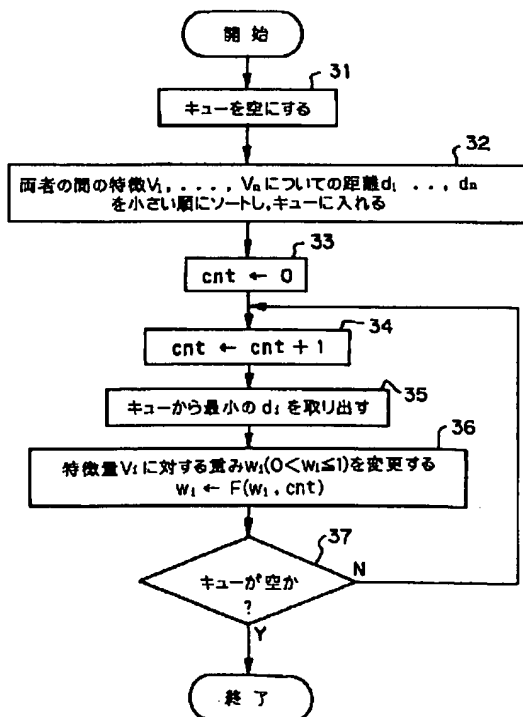 開始
31
キューを空にする
32
両者の間の特徴V₁, . . . , Vₙについての距離d₁ . . , dₙ
を小さい順にソートし,キューに入れる
33
cnt ← 0
34
cnt ← cnt + 1
35
キューから最小の dᵢ を取り出す
36
特徴量Vᵢに対する重みwᵢ(0<wᵢ≦1)を変更する
wᵢ ← F(wᵢ, cnt)
37
キューが空か
?
N
Y
終了